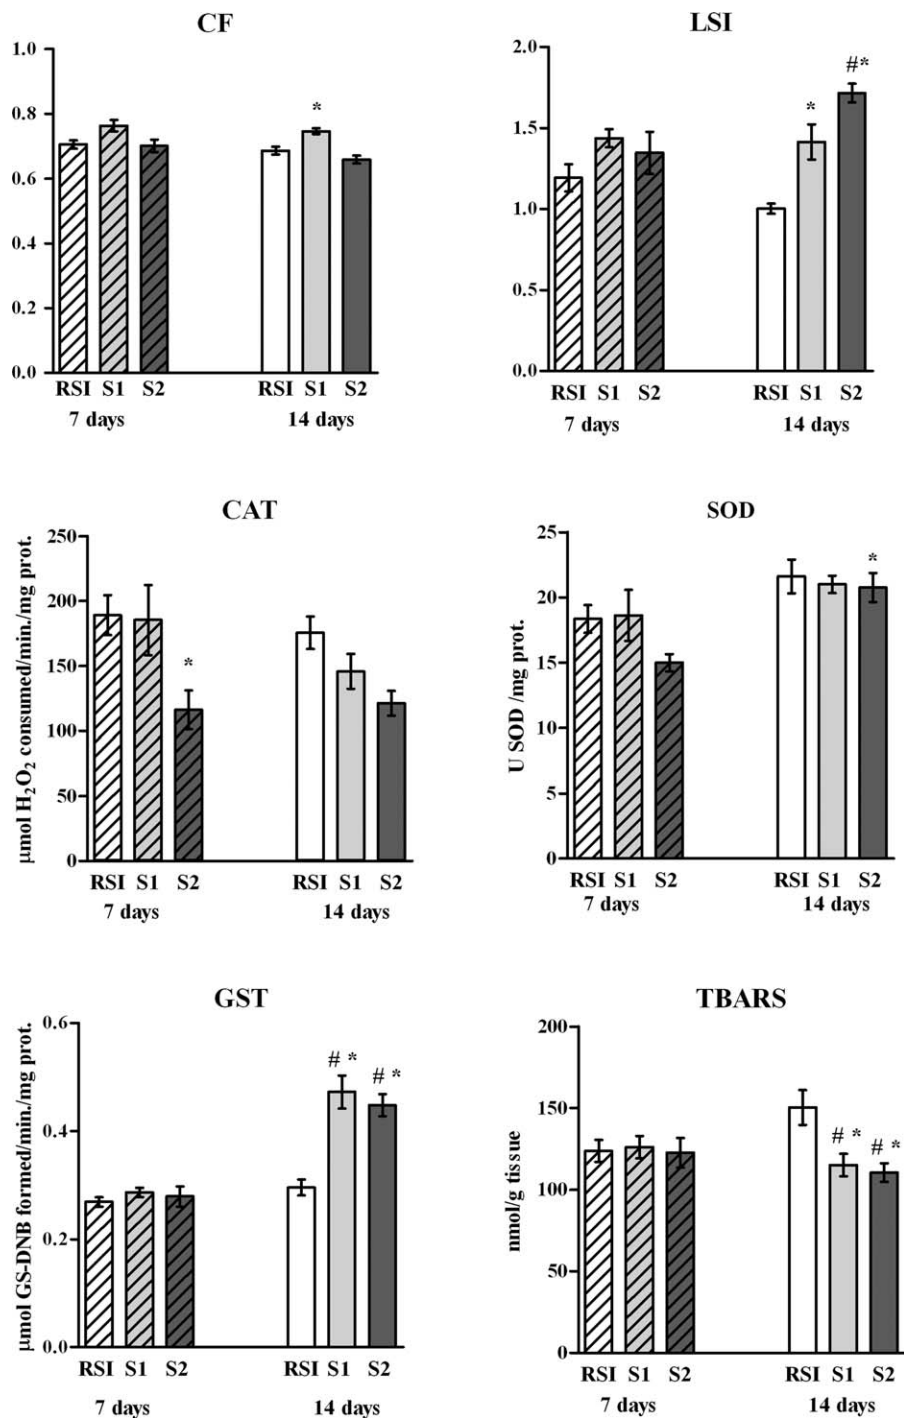 CF
1.0
0.8
0.6
0.4
0.2
0.0
*
RSI S1 S2 RSI S1 S2
7 days 14 days
LSI
2.0
1.5
1.0
0.5
0.0
*
#*
RSI S1 S2 RSI S1 S2
7 days 14 days
CAT
µmol H₂O₂ consumed/min./mg prot.
250
200
150
100
50
0
*
RSI S1 S2 RSI S1 S2
7 days 14 days
SOD
U SOD /mg prot.
25
20
15
10
5
0
*
RSI S1 S2 RSI S1 S2
7 days 14 days
GST
µmol GS-DNB formed/min./mg prot.
0.6
0.4
0.2
0.0
# *
# *
RSI S1 S2 RSI S1 S2
7 days 14 days
TBARS
nmol/g tissue
200
150
100
50
0
# *
# *
RSI S1 S2 RSI S1 S2
7 days 14 days